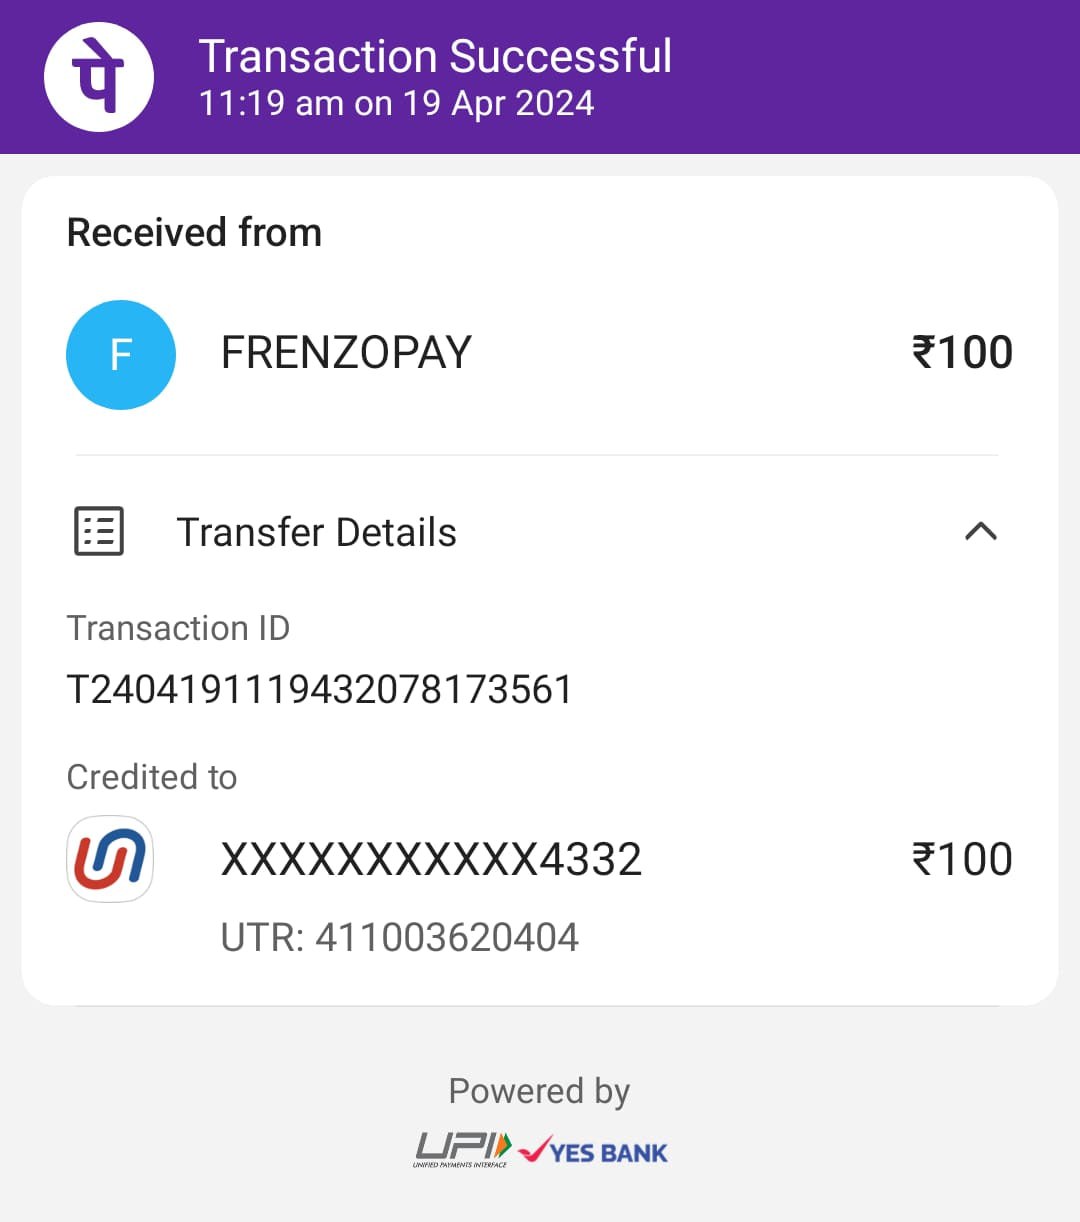 पे
Transaction Successful
11:19 am on 19 Apr 2024
Received from
F
FRENZOPAY
₹100
Transfer Details
Transaction ID
T2404191119432078173561
Credited to
XXXXXXXXXXX4332
₹100
UTR: 411003620404
Powered by
UPI
UNIFIED PAYMENTS INTERFACE
YES BANK